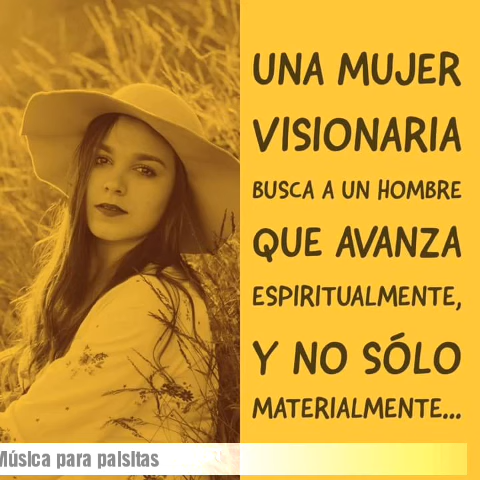 UNA MUJER
VISIONARIA
BUSCA A UN HOMBRE
QUE AVANZA
ESPIRITUALMENTE,
Y NO SÓLO
MATERIALMENTE...
Música para paisitas